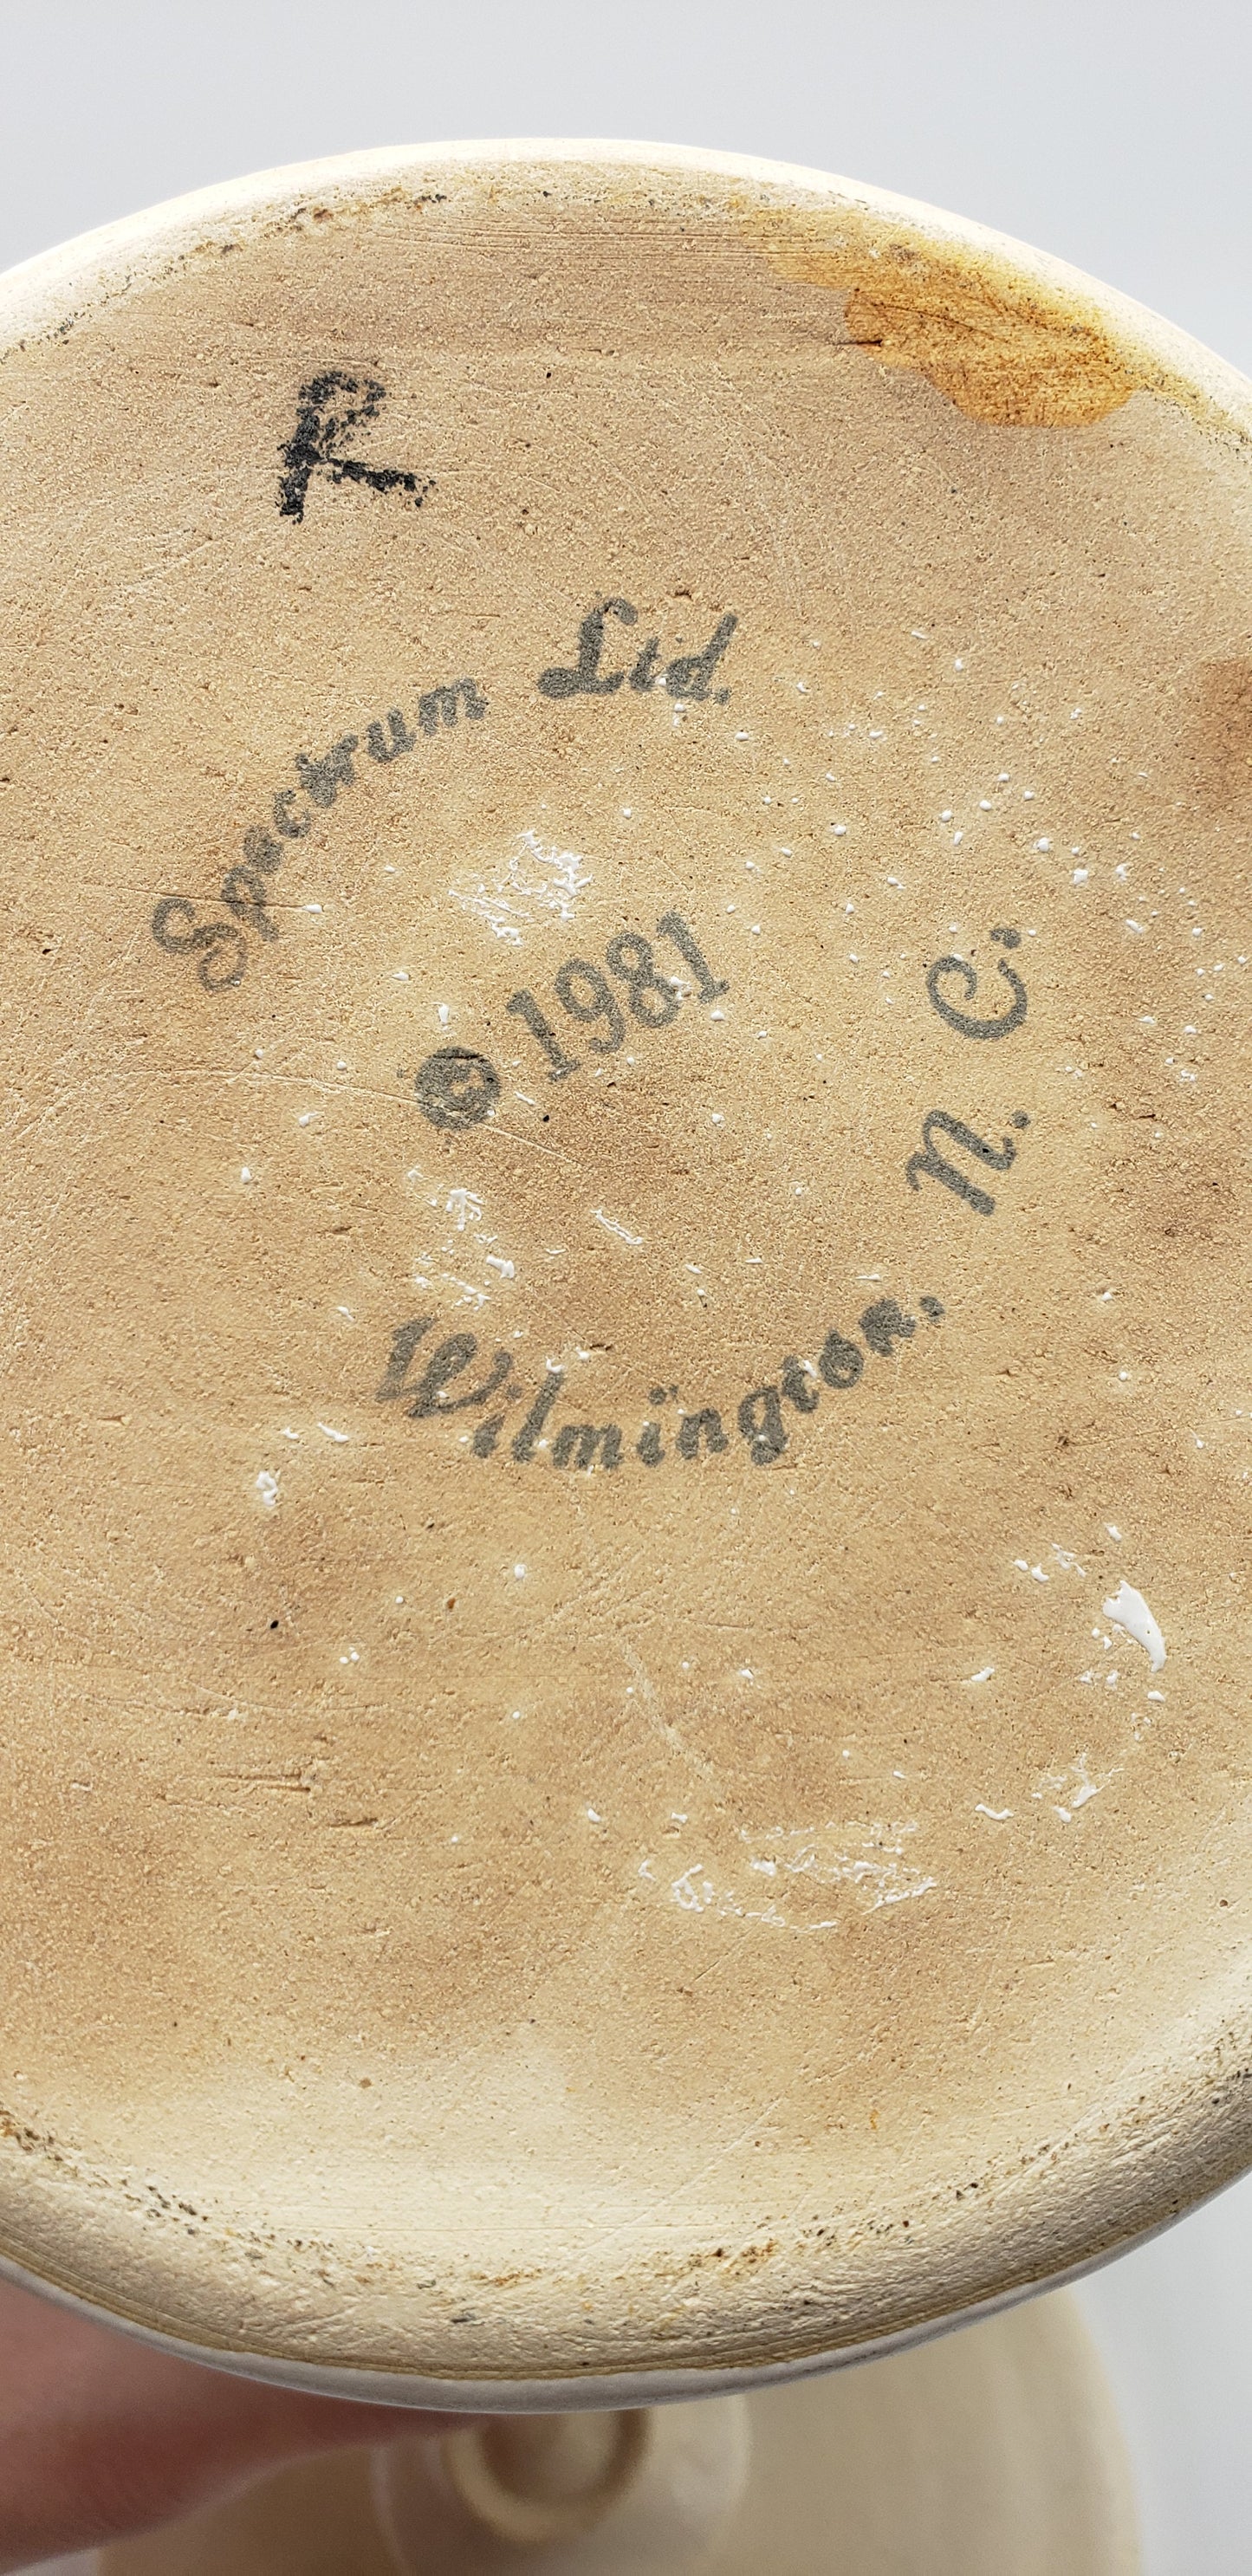 R
Spectrum Ltd.
© 1981
Wilmington, N. C.